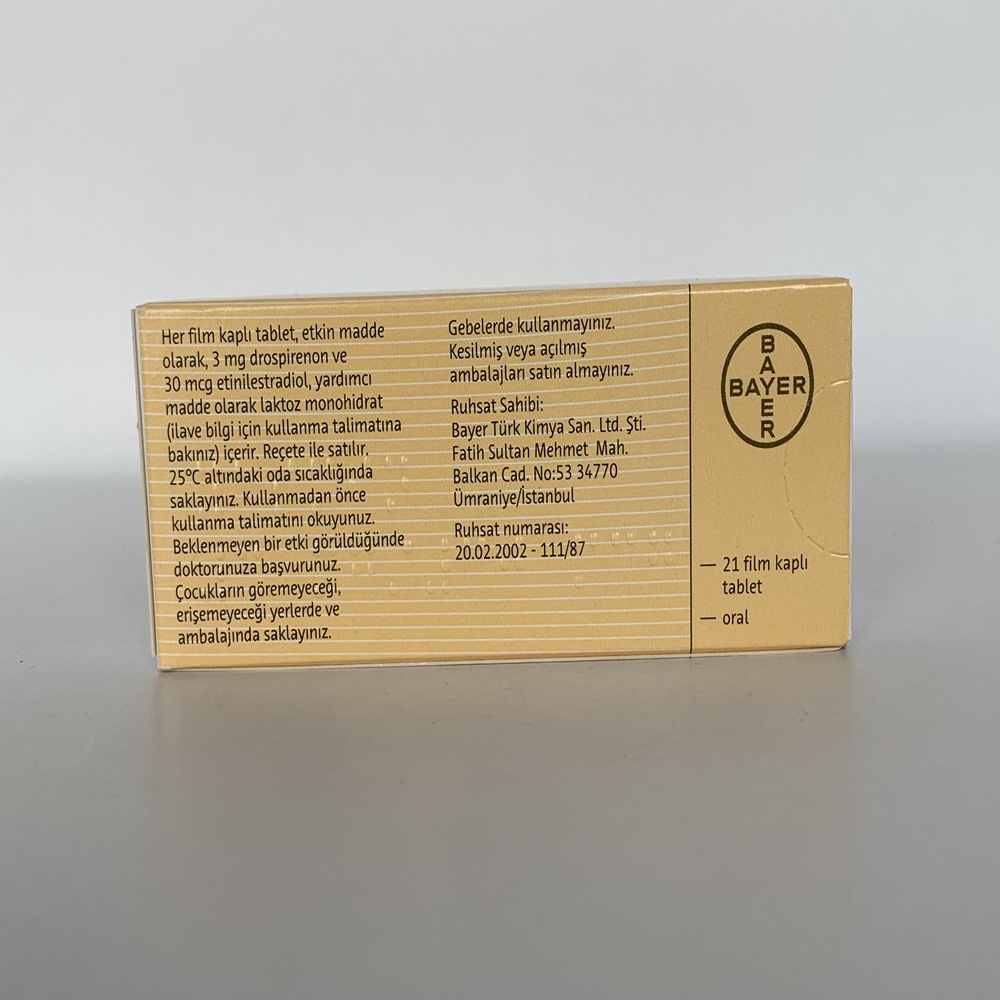 Her film kaplı tablet, etkin madde
olarak, 3 mg drospirenon ve
30 mcg etinilestradiol, yardımcı
madde olarak laktoz monohidrat
(ilave bilgi için kullanma talimatına
bakınız) içerir. Reçete ile satılır.
25°C altındaki oda sıcaklığında
saklayınız. Kullanmadan önce
kullanma talimatını okuyunuz.
Beklenmeyen bir etki görüldüğünde
doktorunuza başvurunuz.
Çocukların göremeyeceği,
erişemeyeceği yerlerde ve
ambalajında saklayınız.
Gebelerde kullanmayınız.
Kesilmiş veya açılmış
ambalajları satın almayınız.
Ruhsat Sahibi:
Bayer Türk Kimya San. Ltd. Şti.
Fatih Sultan Mehmet Mah.
Balkan Cad. No:53 34770
Ümraniye/İstanbul
Ruhsat numarası:
20.02.2002 - 111/87
BAYER
BAYER
— 21 film kaplı
tablet
— oral